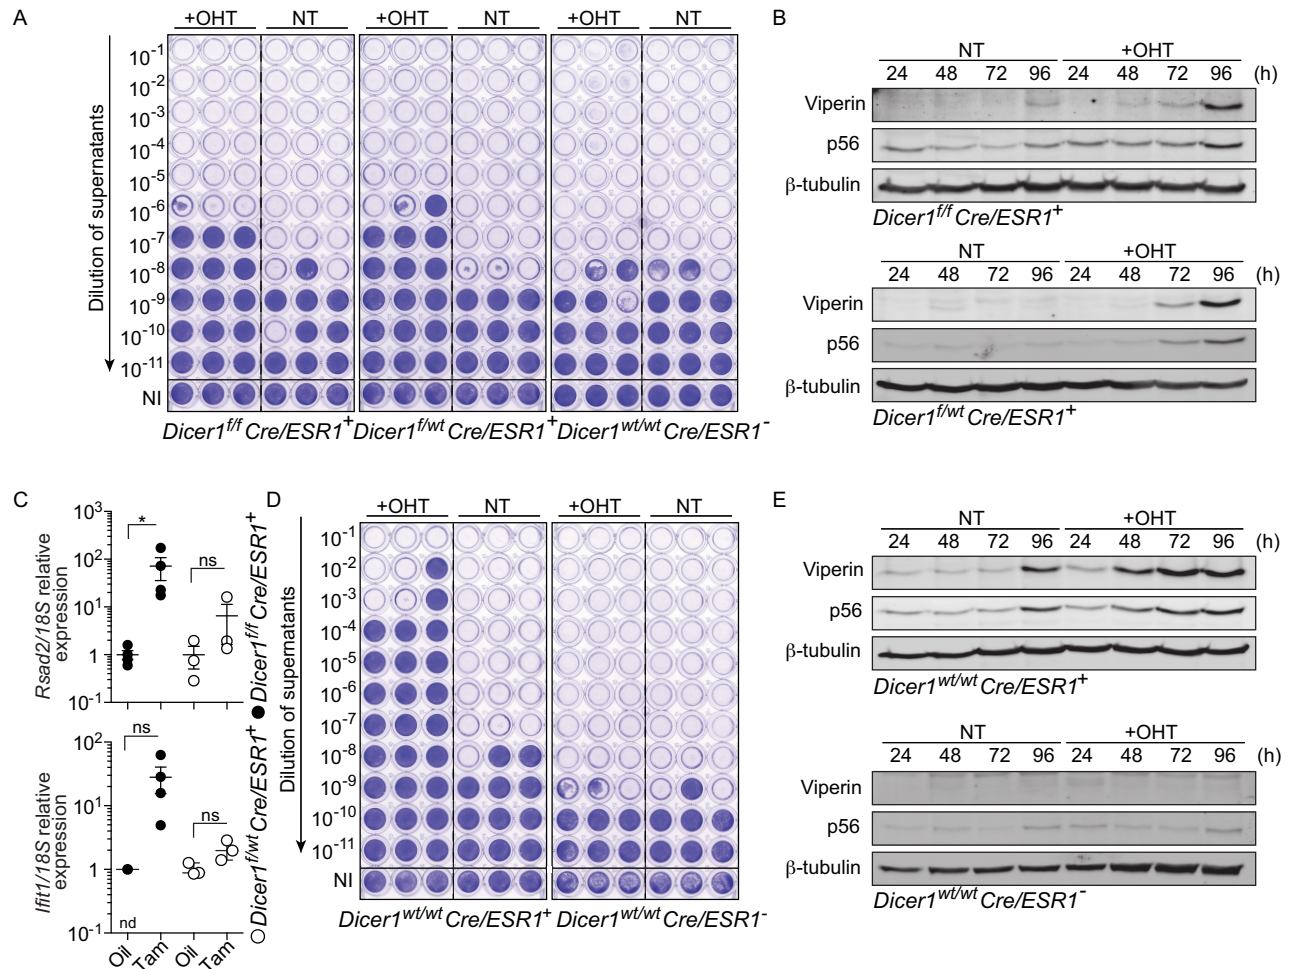 A
+OHT NT +OHT NT +OHT NT
Dilution of supernatants
10-1
10-2
10-3
10-4
10-5
10-6
10-7
10-8
10-9
10-10
10-11
NI
Dicer1f/f Cre/ESR1+ Dicer1f/wt Cre/ESR1+ Dicer1wt/wt Cre/ESR1-
B
NT +OHT
24 48 72 96 24 48 72 96 (h)
Viperin
p56
β-tubulin
Dicer1f/f Cre/ESR1+
NT +OHT
24 48 72 96 24 48 72 96 (h)
Viperin
p56
β-tubulin
Dicer1f/wt Cre/ESR1+
C
Rsad2/18S relative
expression
103
102
101
1
10-1
*
ns
Ifit1/18S relative
expression
102
101
1
10-1
ns
ns
nd
Oil Tam Oil Tam
Dicer1f/wt Cre/ESR1+ Dicer1f/f Cre/ESR1+
D
+OHT NT +OHT NT
Dilution of supernatants
10-1
10-2
10-3
10-4
10-5
10-6
10-7
10-8
10-9
10-10
10-11
NI
Dicer1wt/wt Cre/ESR1+ Dicer1wt/wt Cre/ESR1-
E
NT +OHT
24 48 72 96 24 48 72 96 (h)
Viperin
p56
β-tubulin
Dicer1wt/wt Cre/ESR1+
NT +OHT
24 48 72 96 24 48 72 96 (h)
Viperin
p56
β-tubulin
Dicer1wt/wt Cre/ESR1-